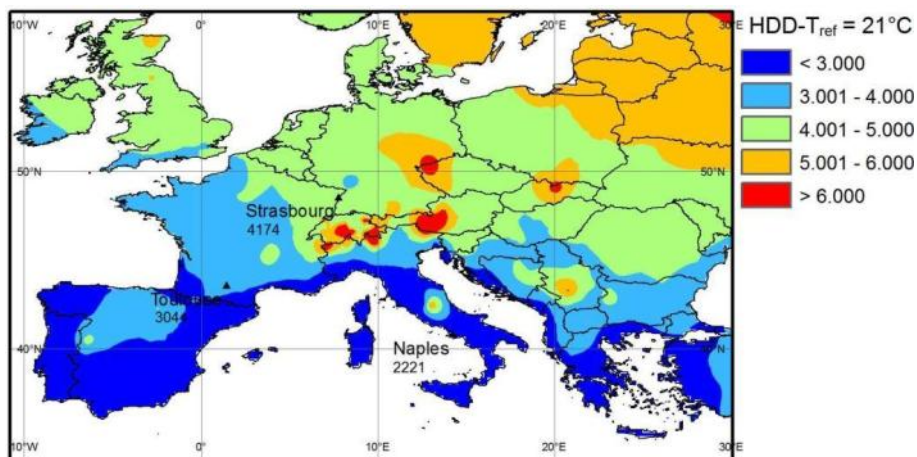 10°W 0° 10°E 20°E 30°E
HDD-Tref = 21°C
< 3.000
3.001 - 4.000
4.001 - 5.000
5.001 - 6.000
> 6.000
50°N 50°N
Strasbourg
4174
Toulouse
3044
40°N 40°N
Naples
2221
10°W 0° 10°E 20°E 30°E